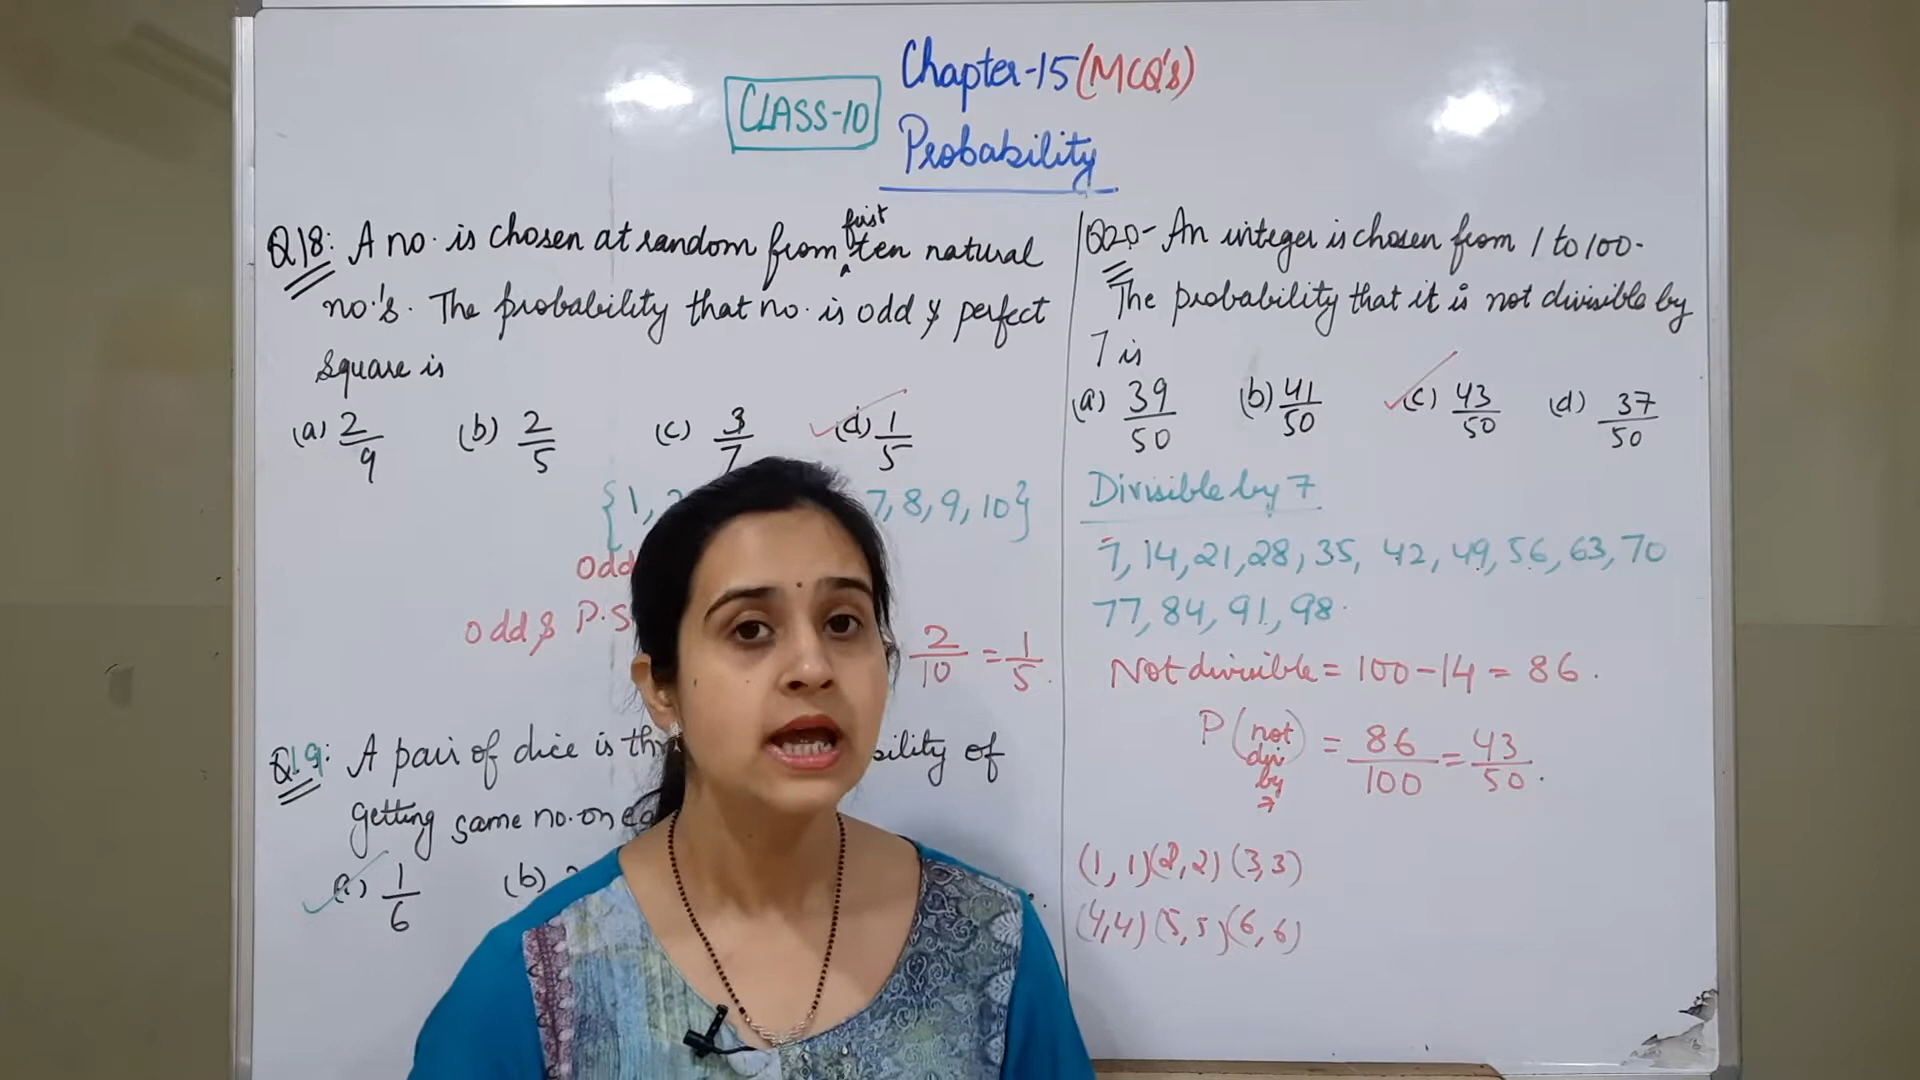 Chapter-15 (MCQ's)
CLASS-10
Probability
Q18: A no. is chosen at random from first ten natural
no.'s. The probability that no. is odd & perfect
square is
(a) 2/9 (b) 2/5 (c) 3/7 (d) 1/5
{1, 7, 8, 9, 10}
odd
odd & P.S
2/10 = 1/5.
Q19: A pair of dice is
getting same no. on
(a) 1/6 (b)
Q20- An integer is chosen from 1 to 100-
The probability that it is not divisible by
7 is
(a) 39/50 (b) 41/50 (c) 43/50 (d) 37/50
Divisible by 7
7, 14, 21, 28, 35, 42, 49, 56, 63, 70
77, 84, 91, 98.
Not divisible = 100-14 = 86.
P (not div by 7) = 86/100 = 43/50.
(1, 1) (2, 2) (3, 3)
(4, 4) (5, 5) (6, 6)